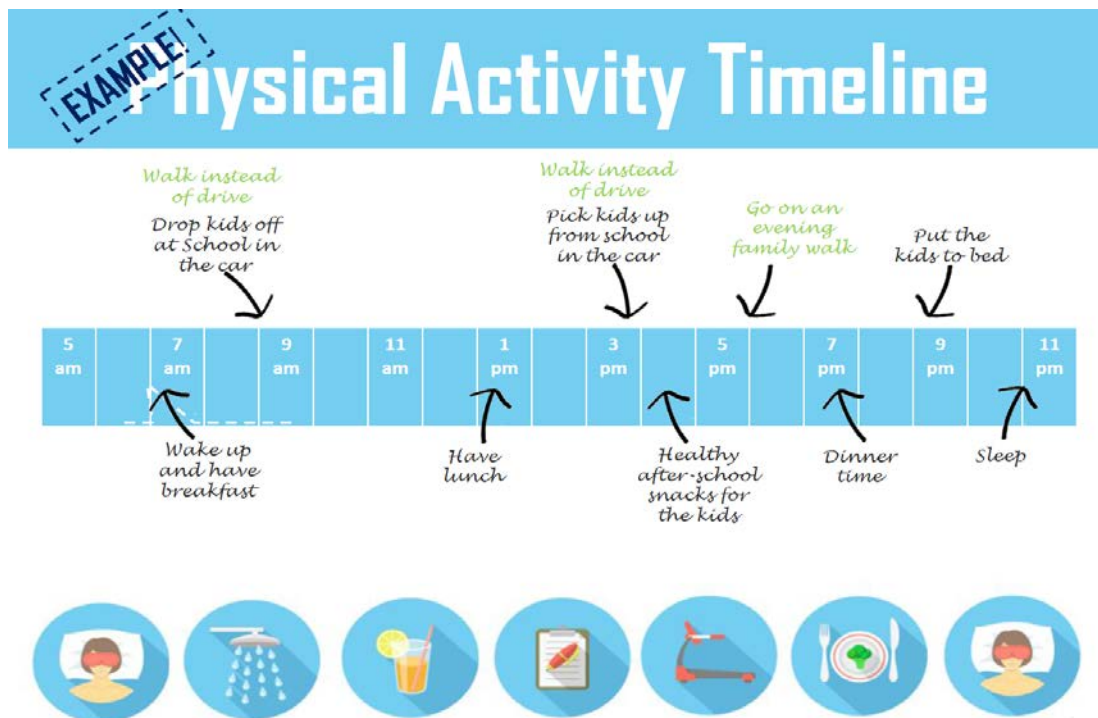 EXAMPLE!
Physical Activity Timeline
Walk instead
of drive
Drop kids off
at School in
the car
Walk instead
of drive
Pick kids up
from school
in the car
Go on an
evening
family walk
Put the
kids to bed
5 7 9 11 1 3 5 7 9 11
am am am am pm pm pm pm pm pm
Wake up
and have
breakfast
Have
lunch
Healthy
after-school
snacks for
the kids
Dinner
time
Sleep